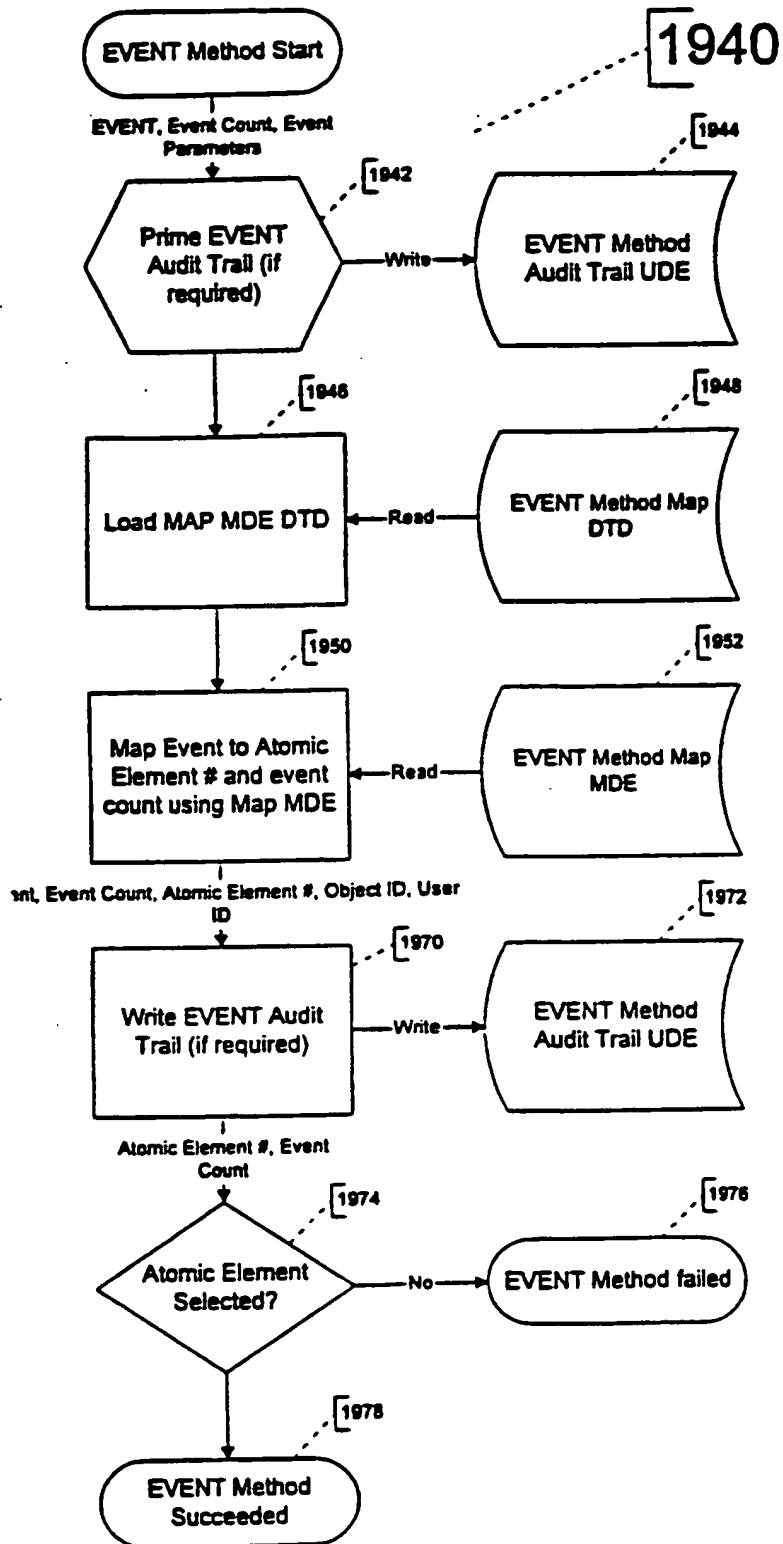 EVENT Method Start
1940
EVENT, Event Count, Event
Parameters
1942
1944
Prime EVENT
Audit Trail (if
required)
Write
EVENT Method
Audit Trail UDE
1946
1948
Load MAP MDE DTD
Read
EVENT Method Map
DTD
1950
1952
Map Event to Atomic
Element # and event
count using Map MDE
Read
EVENT Method Map
MDE
Event Count, Atomic Element #, Object ID, User
ID
1970
1972
Write EVENT Audit
Trail (if required)
Write
EVENT Method
Audit Trail UDE
Atomic Element #, Event
Count
1974
1976
Atomic Element
Selected?
No
EVENT Method failed
1978
EVENT Method
Succeeded